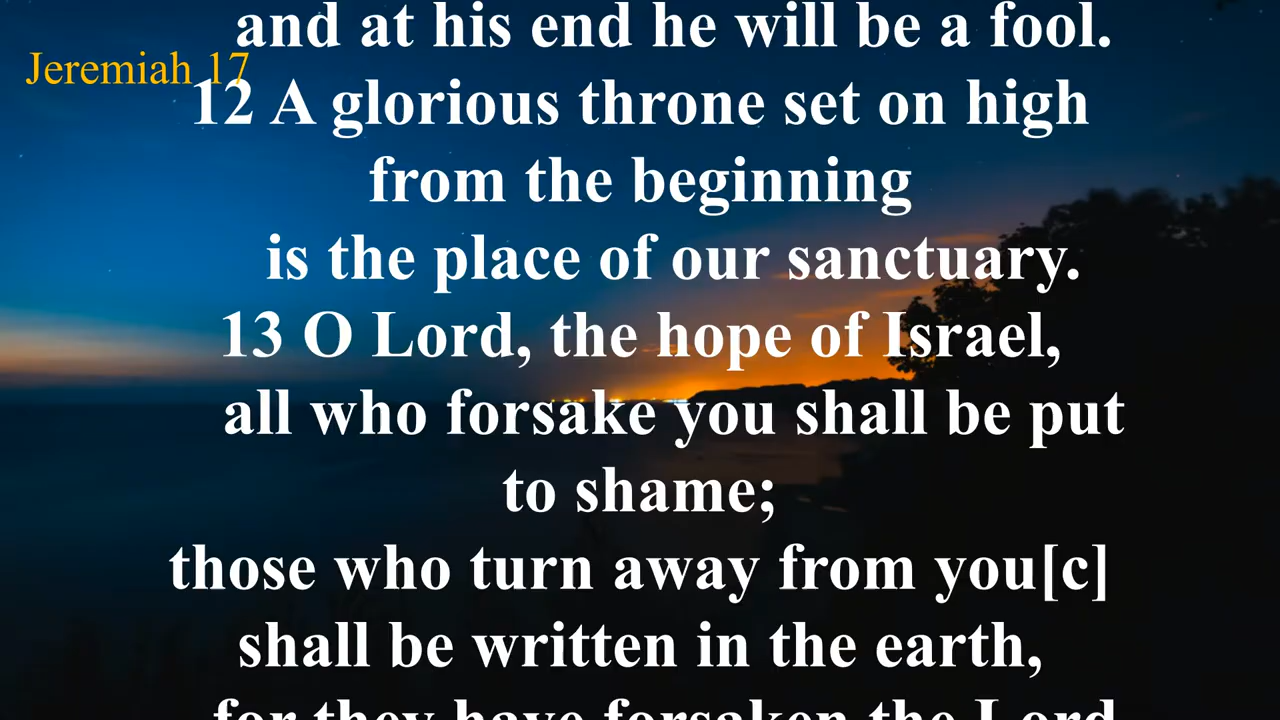 and at his end he will be a fool.
Jeremiah 17
12 A glorious throne set on high
from the beginning
is the place of our sanctuary.
13 O Lord, the hope of Israel,
all who forsake you shall be put
to shame;
those who turn away from you[c]
shall be written in the earth,
for they have forsaken the Lord